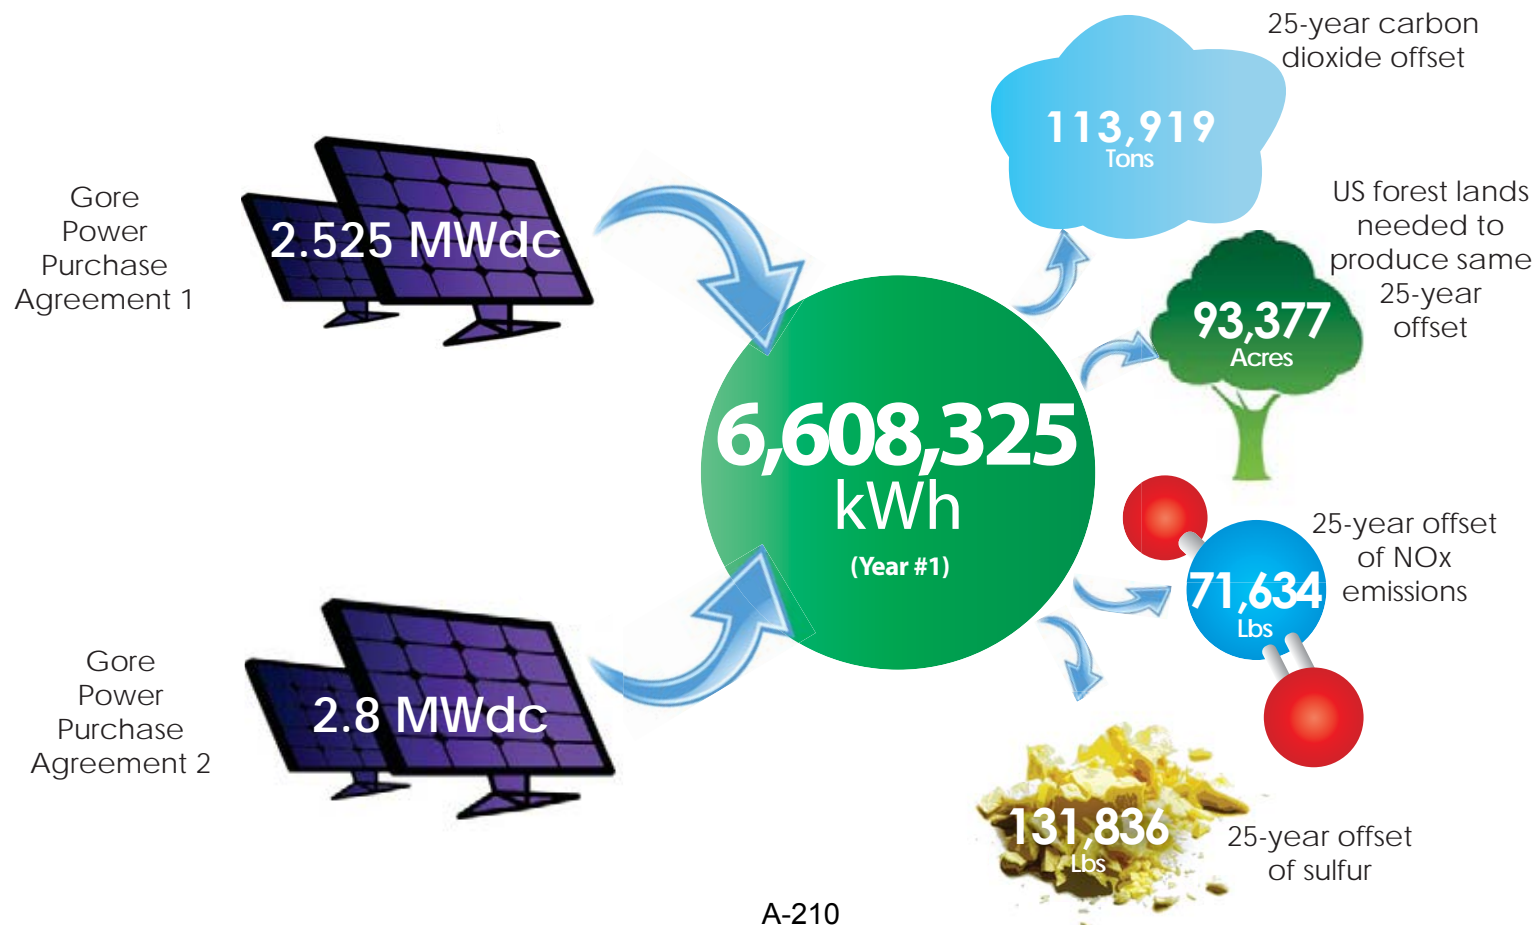 Gore
Power
Purchase
Agreement 1
2.525 MWdc
Gore
Power
Purchase
Agreement 2
2.8 MWdc
6,608,325
kWh
(Year #1)
25-year carbon
dioxide offset
113,919
Tons
US forest lands
needed to
produce same
25-year
offset
93,377
Acres
25-year offset
of NOx
emissions
71,634
Lbs
131,836
Lbs
25-year offset
of sulfur
A-210